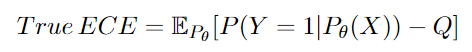 True ECE = 𝔼_{P_θ}[P(Y = 1|P_θ(X)) − Q]